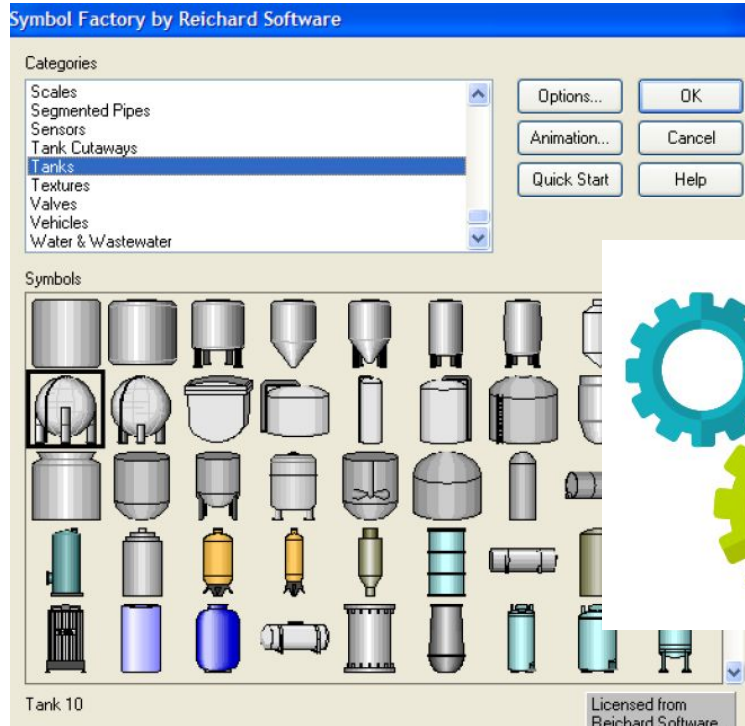 Symbol Factory by Reichard Software
Categories
Scales
Segmented Pipes
Sensors
Tank Cutaways
Tanks
Textures
Valves
Vehicles
Water & Wastewater
Options...
OK
Animation...
Cancel
Quick Start
Help
Symbols
Tank 10
Licensed from
Reichard Software